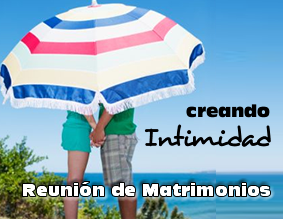 creando
Intimidad
Reunión de Matrimonios